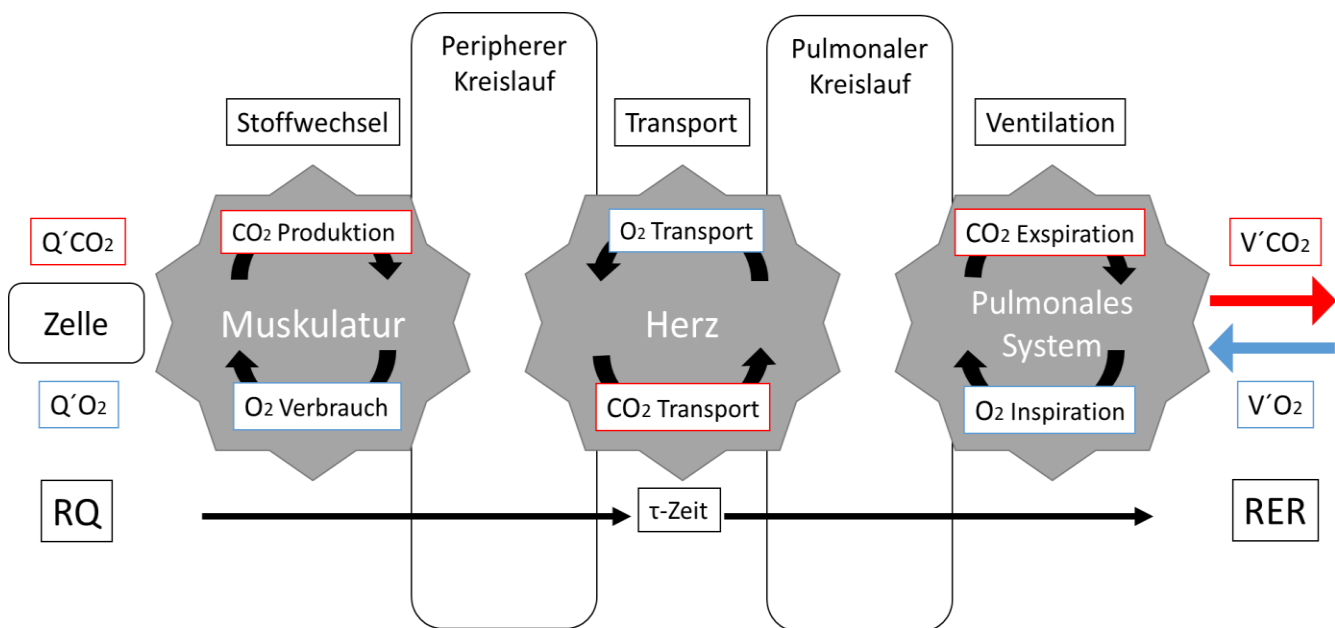 Peripherer
Kreislauf
Pulmonaler
Kreislauf
Stoffwechsel
Transport
Ventilation
Q´CO₂
CO₂ Produktion
O₂ Transport
CO₂ Exspiration
V´CO₂
Zelle
Muskulatur
Herz
Pulmonales
System
Q´O₂
O₂ Verbrauch
CO₂ Transport
O₂ Inspiration
V´O₂
RQ
τ-Zeit
RER